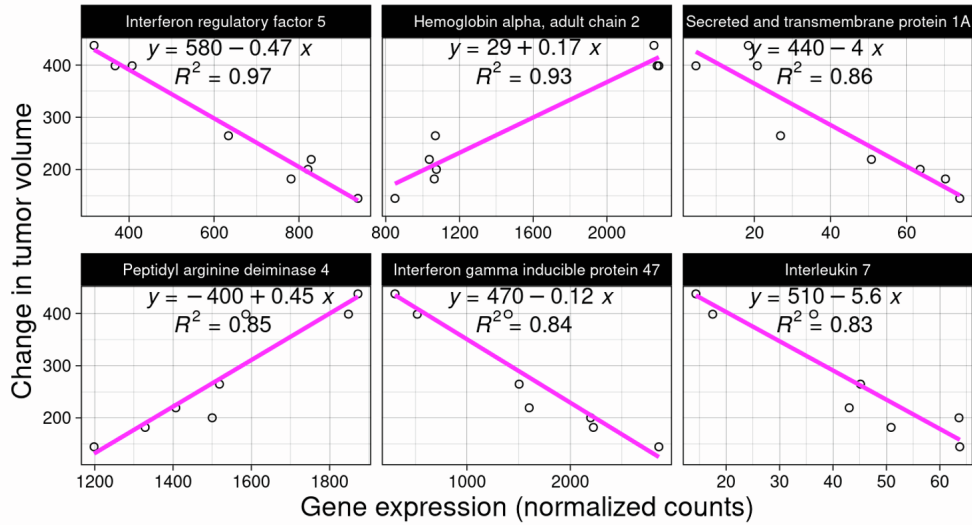 Interferon regulatory factor 5
Hemoglobin alpha, adult chain 2
Secreted and transmembrane protein 1A
y = 580 − 0.47 x
R² = 0.97
y = 29 + 0.17 x
R² = 0.93
y = 440 − 4 x
R² = 0.86
400
300
200
400 600 800
800 1200 1600 2000
20 40 60
Change in tumor volume
Peptidyl arginine deiminase 4
Interferon gamma inducible protein 47
Interleukin 7
y = − 400 + 0.45 x
R² = 0.85
y = 470 − 0.12 x
R² = 0.84
y = 510 − 5.6 x
R² = 0.83
400
300
200
1200 1400 1600 1800
1000 2000
20 30 40 50 60
Gene expression (normalized counts)